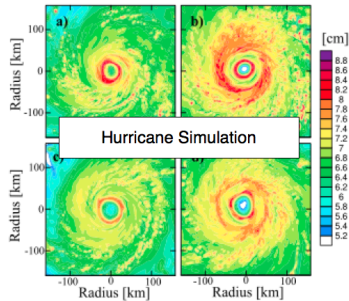 a)
b)
[cm]
100
0
-100
Radius [km]
8.8
8.6
8.4
8.2
8
7.8
7.6
7.4
7.2
7
6.8
6.6
6.4
6.2
6
5.8
5.6
5.4
5.2
Hurricane Simulation
100
0
-100
Radius [km]
-100 0 100
-100 0 100
Radius [km]
Radius [km]